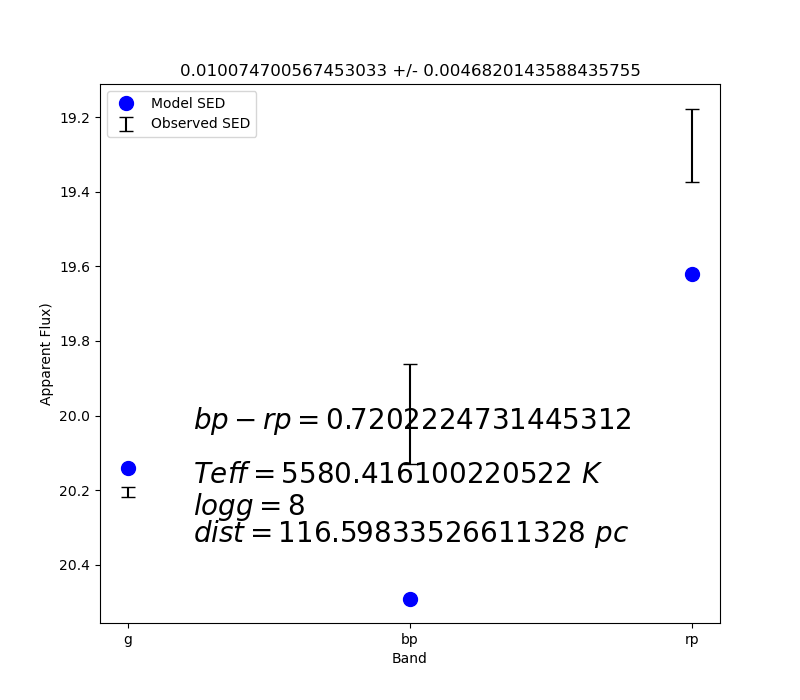 0.010074700567453033 +/- 0.0046820143588435755
Model SED
Observed SED
19.2
19.4
19.6
19.8
20.0
20.2
20.4
Apparent Flux)
bp − rp = 0.7202224731445312
Teff = 5580.416100220522 K
logg = 8
dist = 116.59833526611328 pc
g
bp
rp
Band